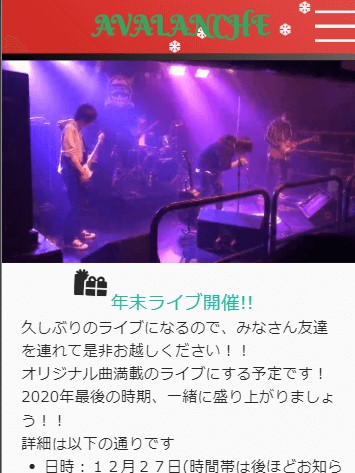 AVALANCHE
年末ライブ開催!!
久しぶりのライブになるので、みなさん友達
を連れて是非お越しください！！
オリジナル曲満載のライブにする予定です！
2020年最後の時期、一緒に盛り上がりましょ
う！！
詳細は以下の通りです
• 日時：１２月２７日(時間帯は後ほどお知ら